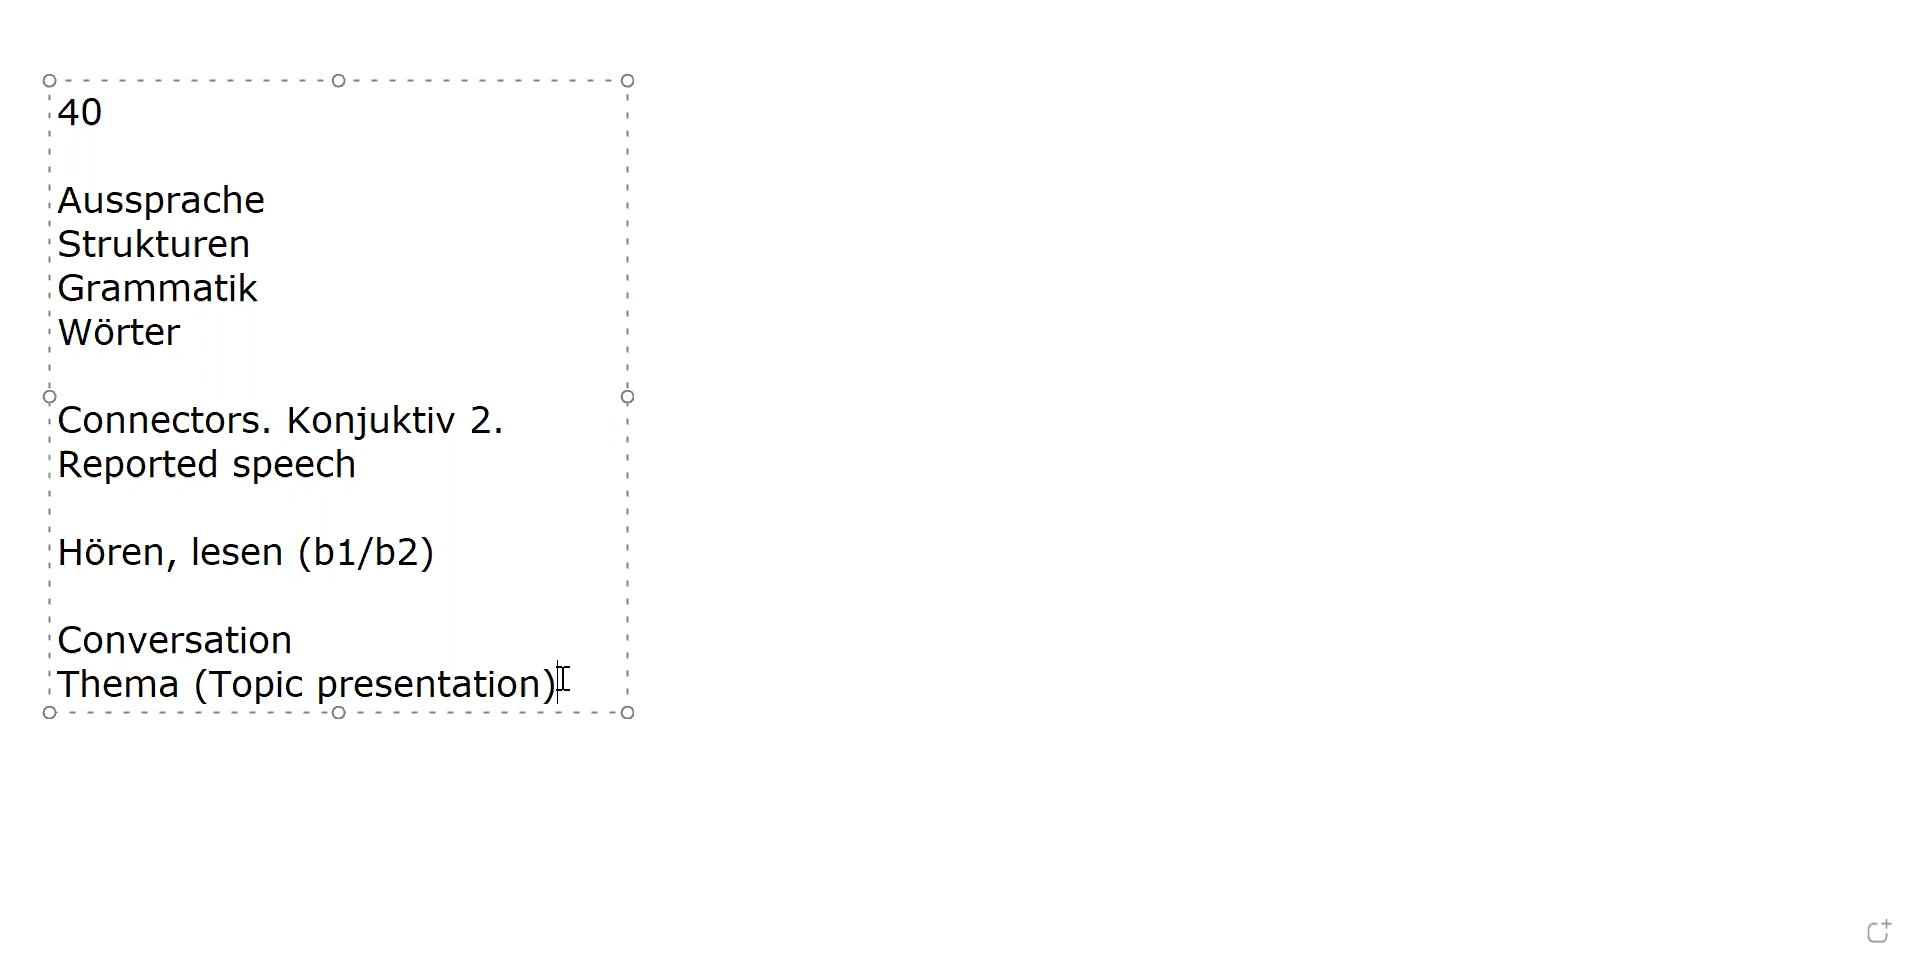 40
Aussprache
Strukturen
Grammatik
Wörter
Connectors. Konjuktiv 2.
Reported speech
Hören, lesen (b1/b2)
Conversation
Thema (Topic presentation)